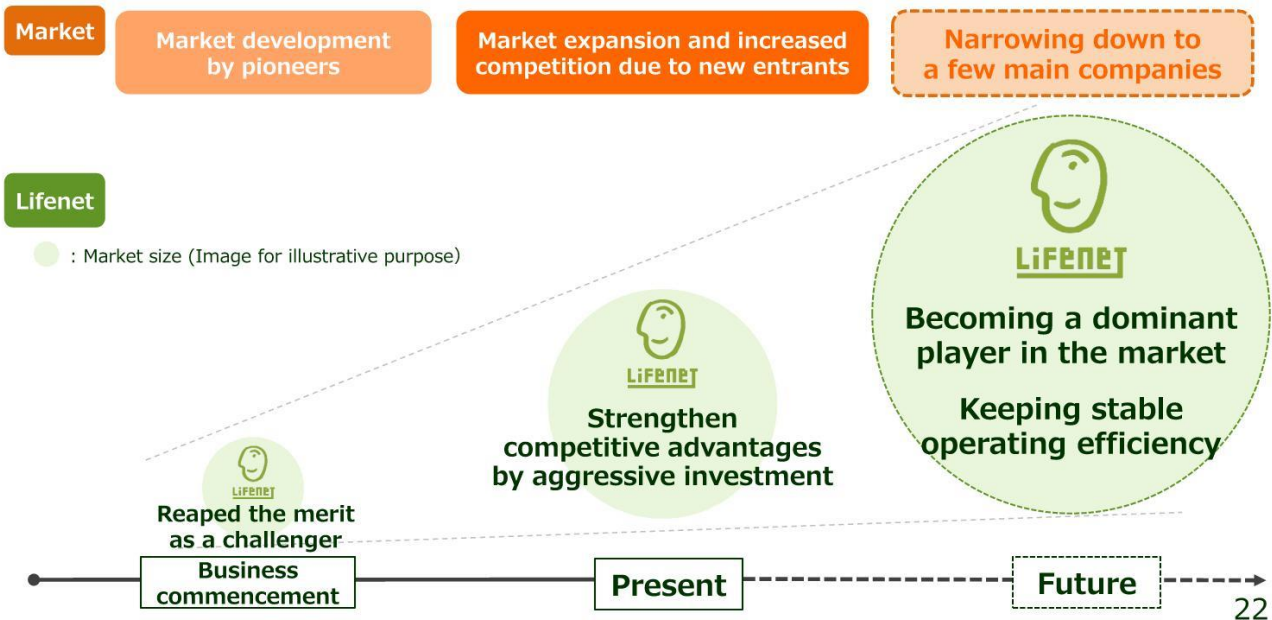 Market
Market development
by pioneers
Market expansion and increased
competition due to new entrants
Narrowing down to
a few main companies
Lifenet
: Market size (Image for illustrative purpose)
LiFENET
Reaped the merit
as a challenger
LiFENET
Strengthen
competitive advantages
by aggressive investment
LiFENET
Becoming a dominant
player in the market
Keeping stable
operating efficiency
Business
commencement
Present
Future
22